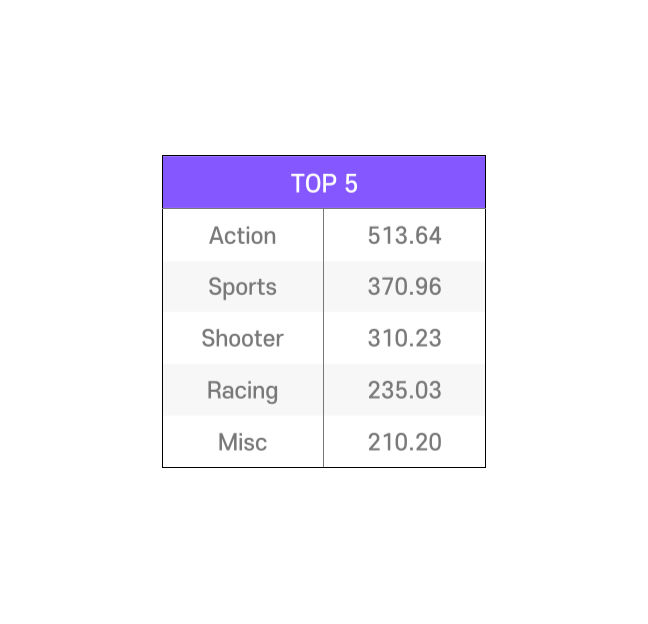 TOP 5
Action 513.64
Sports 370.96
Shooter 310.23
Racing 235.03
Misc 210.20